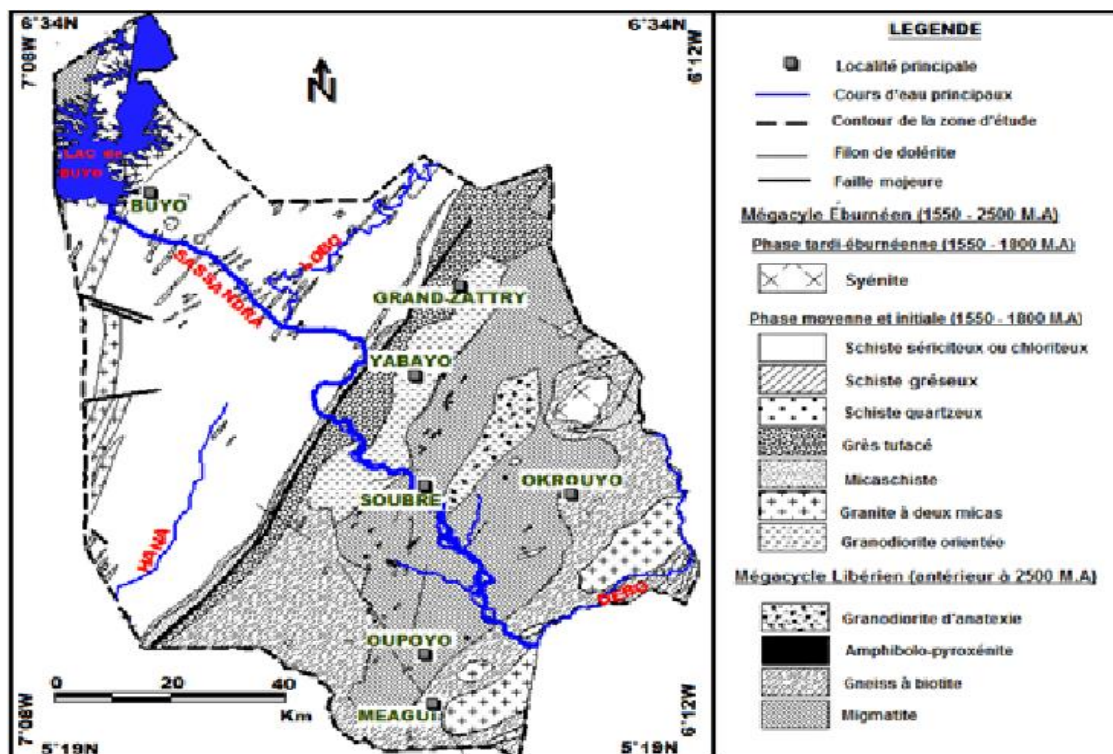 6°34N
6°34N
7°08W
6°12W
N
LAC de
BUYO
BUYO
LOBO
SASSANDRA
GRAND-ZATTRY
YABAYO
SOUBRE
OKROUYO
HANA
DEBO
OUPOYO
MEAGUI
0 20 40
Km
7°08W
6°12W
5°19N
5°19N
LEGENDE
Localité principale
Cours d'eau principaux
Contour de la zone d'étude
Filon de dolérite
Faille majeure
Mégacyle Éburnéen (1550 - 2500 M.A)
Phase tardi-éburnéenne (1550 - 1800 M.A)
Syénite
Phase moyenne et initiale (1550 - 1800 M.A)
Schiste sériciteux ou chloriteux
Schiste gréseux
Schiste quartzeux
Grès tufacé
Micaschiste
Granite à deux micas
Granodiorite orientée
Mégacycle Libérien (antérieur à 2500 M.A)
Granodiorite d'anatexie
Amphibolo-pyroxénite
Gneiss à biotite
Migmatite